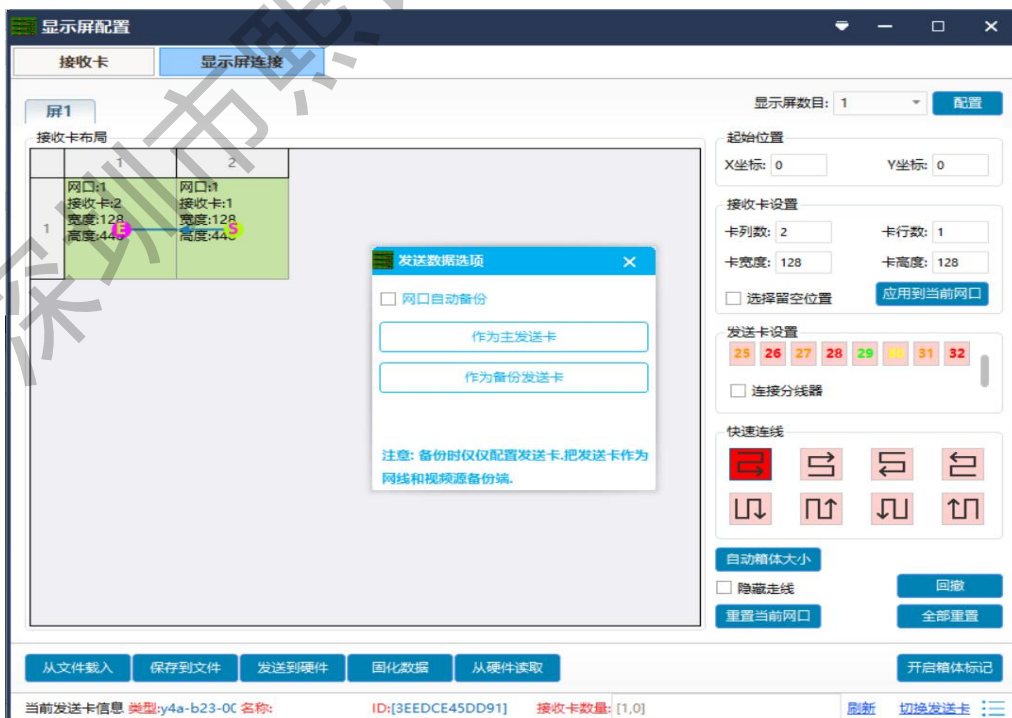 显示屏配置
接收卡 显示屏连接
屏1
显示屏数目: 1 配置
接收卡布局
1 2
1
网口:1
接收卡:2
宽度:128
E
网口:1
接收卡:1
宽度:128
S
起始位置
X坐标: 0 Y坐标: 0
接收卡设置
卡列数: 2 卡行数: 1
卡宽度: 128 卡高度: 128
选择留空位置 应用到当前网口
发送卡设置
25 26 27 28 29 30 31 32
连接分线器
快速连线
自动箱体大小
隐藏走线 回撤
重置当前网口 全部重置
发送数据选项
网口自动备份
作为主发送卡
作为备份发送卡
注意: 备份时仅仅配置发送卡.把发送卡作为
网线和视频源备份端.
从文件载入 保存到文件 发送到硬件 固化数据 从硬件读取 开启箱体标记
当前发送卡信息 类型:y4a-b23-0 名称: ID:[3EEDCE45DD91] 接收卡数量: [1,0] 刷新 切换发送卡
深圳市熙